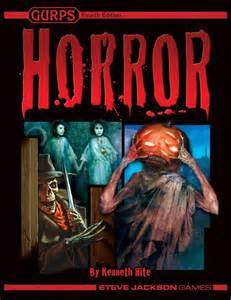 GURPS Fourth Edition
HORROR
By Kenneth Hite
STEVE JACKSON GAMES